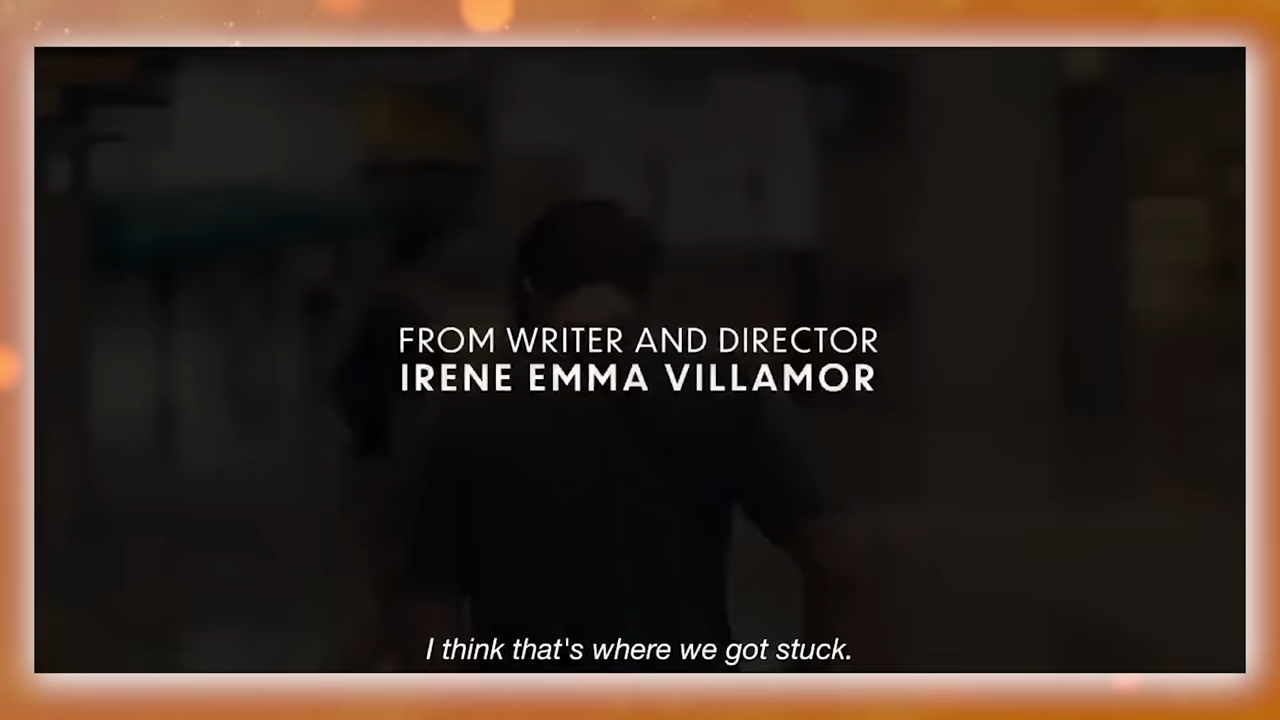 FROM WRITER AND DIRECTOR
IRENE EMMA VILLAMOR
I think that's where we got stuck.